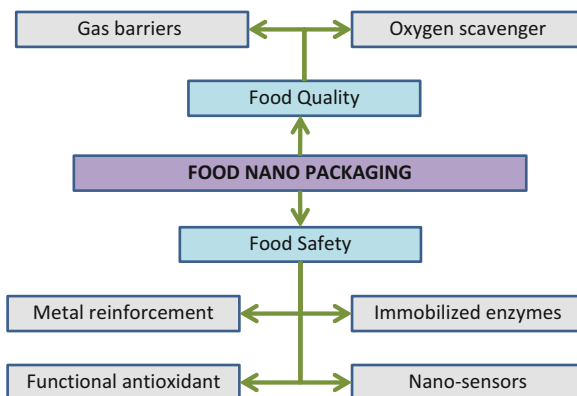 Gas barriers
Oxygen scavenger
Food Quality
FOOD NANO PACKAGING
Food Safety
Metal reinforcement
Immobilized enzymes
Functional antioxidant
Nano-sensors